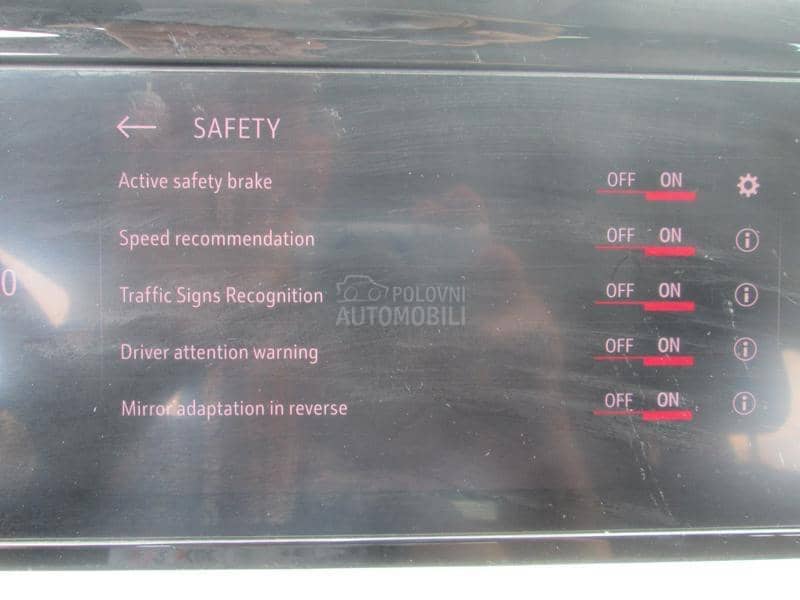 ← SAFETY
Active safety brake OFF ON
Speed recommendation OFF ON
0
Traffic Signs Recognition OFF ON
POLOVNI
AUTOMOBILI
Driver attention warning OFF ON
Mirror adaptation in reverse OFF ON